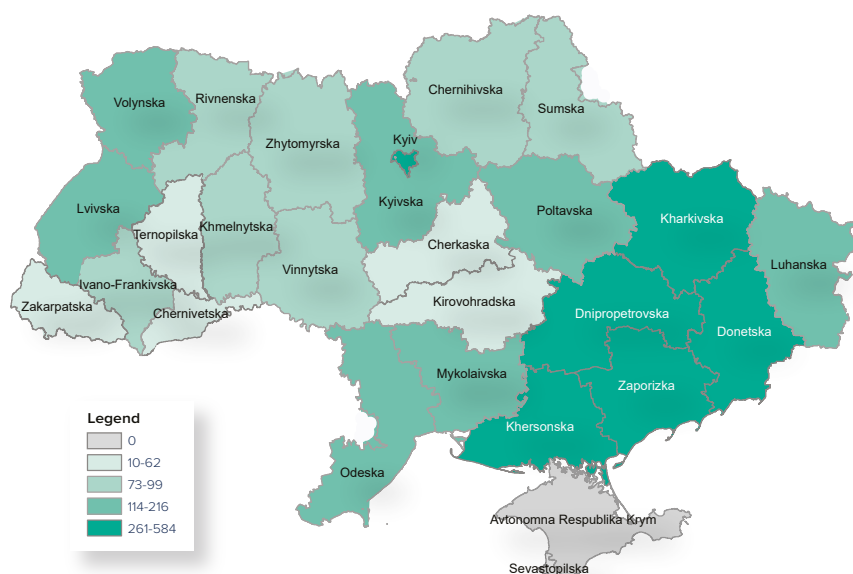 Volynska
Rivnenska
Zhytomyrska
Kyiv
Chernihivska
Sumska
Lvivska
Ternopilska
Khmelnytska
Kyivska
Cherkaska
Poltavska
Kharkivska
Luhanska
Zakarpatska
Ivano-Frankivska
Chernivetska
Vinnytska
Kirovohradska
Dnipropetrovska
Donetska
Mykolaivska
Zaporizka
Khersonska
Odeska
Avtonomna Respublika Krym
Sevastopilska
Legend
0
10-62
73-99
114-216
261-584